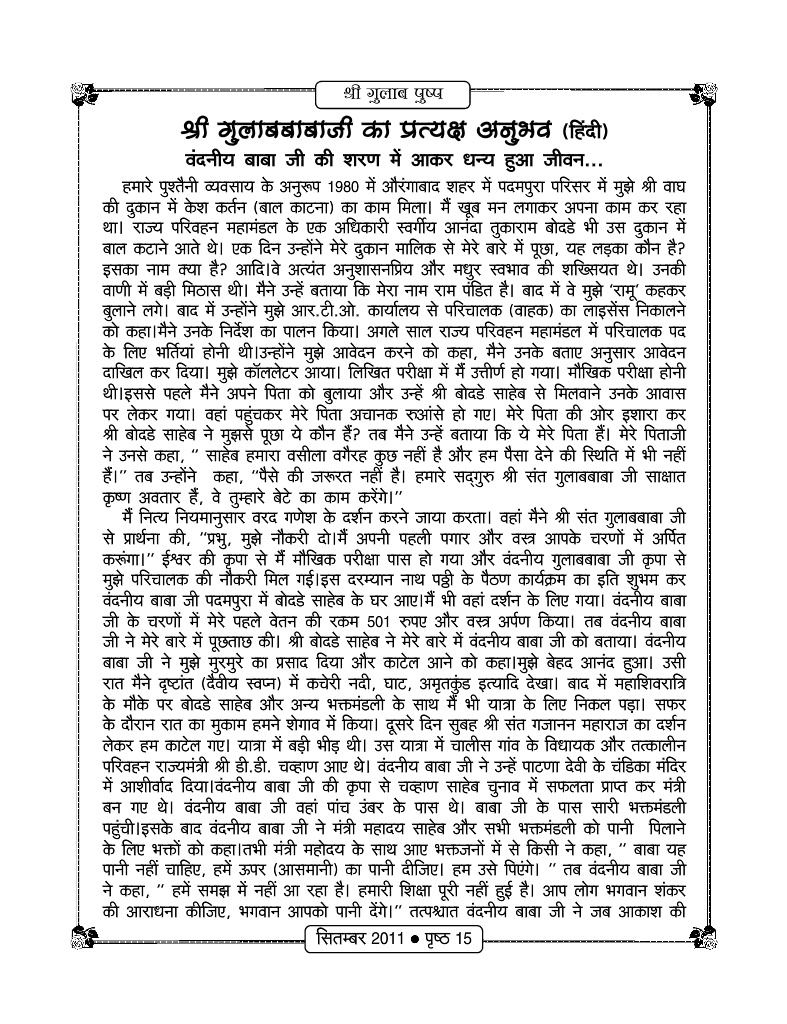 श्री गुलाब पुष्प
श्री गुलाबबाबाजी का प्रत्यक्ष अनुभव (हिंदी)
वंदनीय बाबा जी की शरण में आकर धन्य हुआ जीवन...
हमारे पुश्तैनी व्यवसाय के अनुरूप 1980 में औरंगाबाद शहर में पदमपुरा परिसर में मुझे श्री वाघ
की दुकान में केश कर्तन (बाल काटना) का काम मिला। मैं खूब मन लगाकर अपना काम कर रहा
था। राज्य परिवहन महामंडल के एक अधिकारी स्वर्गीय आनंदा तुकाराम बोदडे भी उस दुकान में
बाल कटाने आते थे। एक दिन उन्होंने मेरे दुकान मालिक से मेरे बारे में पूछा, यह लड़का कौन है?
इसका नाम क्या है? आदि।वे अत्यंत अनुशासनप्रिय और मधुर स्वभाव की शख्सियत थे। उनकी
वाणी में बड़ी मिठास थी। मैने उन्हें बताया कि मेरा नाम राम पंडित है। बाद में वे मुझे ‘रामू’ कहकर
बुलाने लगे। बाद में उन्होंने मुझे आर.टी.ओ. कार्यालय से परिचालक (वाहक) का लाइसेंस निकालने
को कहा।मैने उनके निर्देश का पालन किया। अगले साल राज्य परिवहन महामंडल में परिचालक पद
के लिए भर्तियां होनी थी।उन्होंने मुझे आवेदन करने को कहा, मैने उनके बताए अनुसार आवेदन
दाखिल कर दिया। मुझे कॉललेटर आया। लिखित परीक्षा में मैं उत्तीर्ण हो गया। मौखिक परीक्षा होनी
थी।इससे पहले मैने अपने पिता को बुलाया और उन्हें श्री बोदडे साहेब से मिलवाने उनके आवास
पर लेकर गया। वहां पहुंचकर मेरे पिता अचानक रुआंसे हो गए। मेरे पिता की ओर इशारा कर
श्री बोदडे साहेब ने मुझसे पूछा ये कौन हैं? तब मैने उन्हें बताया कि ये मेरे पिता हैं। मेरे पिताजी
ने उनसे कहा, ‘‘ साहेब हमारा वसीला वगैरह कुछ नहीं है और हम पैसा देने की स्थिति में भी नहीं
हैं।’’ तब उन्होंने कहा, ‘‘पैसे की जरूरत नहीं है। हमारे सद्‌गुरु श्री संत गुलाबबाबा जी साक्षात
कृष्ण अवतार हैं, वे तुम्हारे बेटे का काम करेंगे।’’
मैं नित्य नियमानुसार वरद गणेश के दर्शन करने जाया करता। वहां मैने श्री संत गुलाबबाबा जी
से प्रार्थना की, ‘‘प्रभु, मुझे नौकरी दो।मैं अपनी पहली पगार और वस्त्र आपके चरणों में अर्पित
करूंगा।’’ ईश्वर की कृपा से मैं मौखिक परीक्षा पास हो गया और वंदनीय गुलाबबाबा जी कृपा से
मुझे परिचालक की नौकरी मिल गई।इस दरम्यान नाथ पष्ठी के पैठण कार्यक्रम का इति शुभम कर
वंदनीय बाबा जी पदमपुरा में बोदडे साहेब के घर आए।मैं भी वहां दर्शन के लिए गया। वंदनीय बाबा
जी के चरणों में मेरे पहले वेतन की रकम 501 रुपए और वस्त्र अर्पण किया। तब वंदनीय बाबा
जी ने मेरे बारे में पूछताछ की। श्री बोदडे साहेब ने मेरे बारे में वंदनीय बाबा जी को बताया। वंदनीय
बाबा जी ने मुझे मुरमुरे का प्रसाद दिया और काटेल आने को कहा।मुझे बेहद आनंद हुआ। उसी
रात मैने दृष्टांत (दैवीय स्वप्न) में कचेरी नदी, घाट, अमृतकुंड इत्यादि देखा। बाद में महाशिवरात्रि
के मौके पर बोदडे साहेब और अन्य भक्तमंडली के साथ मैं भी यात्रा के लिए निकल पड़ा। सफर
के दौरान रात का मुकाम हमने शेगाव में किया। दूसरे दिन सुबह श्री संत गजानन महाराज का दर्शन
लेकर हम काटेल गए। यात्रा में बड़ी भीड़ थी। उस यात्रा में चालीस गांव के विधायक और तत्कालीन
परिवहन राज्यमंत्री श्री डी.डी. चव्हाण आए थे। वंदनीय बाबा जी ने उन्हें पाटणा देवी के चंडिका मंदिर
में आशीर्वाद दिया।वंदनीय बाबा जी की कृपा से चव्हाण साहेब चुनाव में सफलता प्राप्त कर मंत्री
बन गए थे। वंदनीय बाबा जी वहां पांच उंबर के पास थे। बाबा जी के पास सारी भक्तमंडली
पहुंची।इसके बाद वंदनीय बाबा जी ने मंत्री महादय साहेब और सभी भक्तमंडली को पानी पिलाने
के लिए भक्तों को कहा।तभी मंत्री महोदय के साथ आए भक्तजनों में से किसी ने कहा, ‘‘ बाबा यह
पानी नहीं चाहिए, हमें ऊपर (आसमानी) का पानी दीजिए। हम उसे पिएंगे। ‘‘ तब वंदनीय बाबा जी
ने कहा, ‘‘ हमें समझ में नहीं आ रहा है। हमारी शिक्षा पूरी नहीं हुई है। आप लोग भगवान शंकर
की आराधना कीजिए, भगवान आपको पानी देंगे।’’ तत्पश्चात वंदनीय बाबा जी ने जब आकाश की
सितम्बर 2011 ● पृष्ठ 15